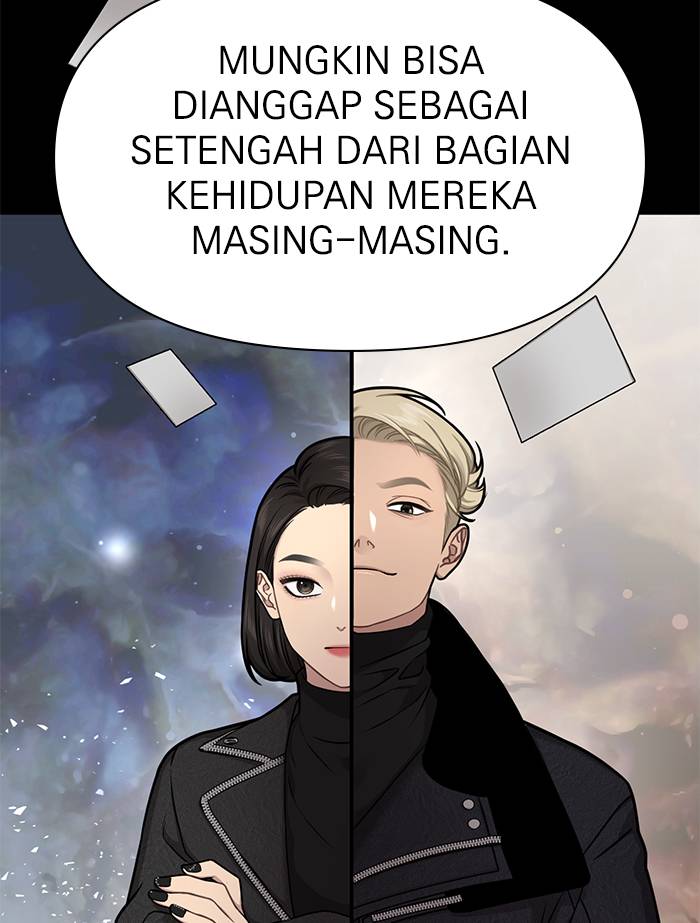 MUNGKIN BISA
DIANGGAP SEBAGAI
SETENGAH DARI BAGIAN
KEHIDUPAN MEREKA
MASING-MASING.